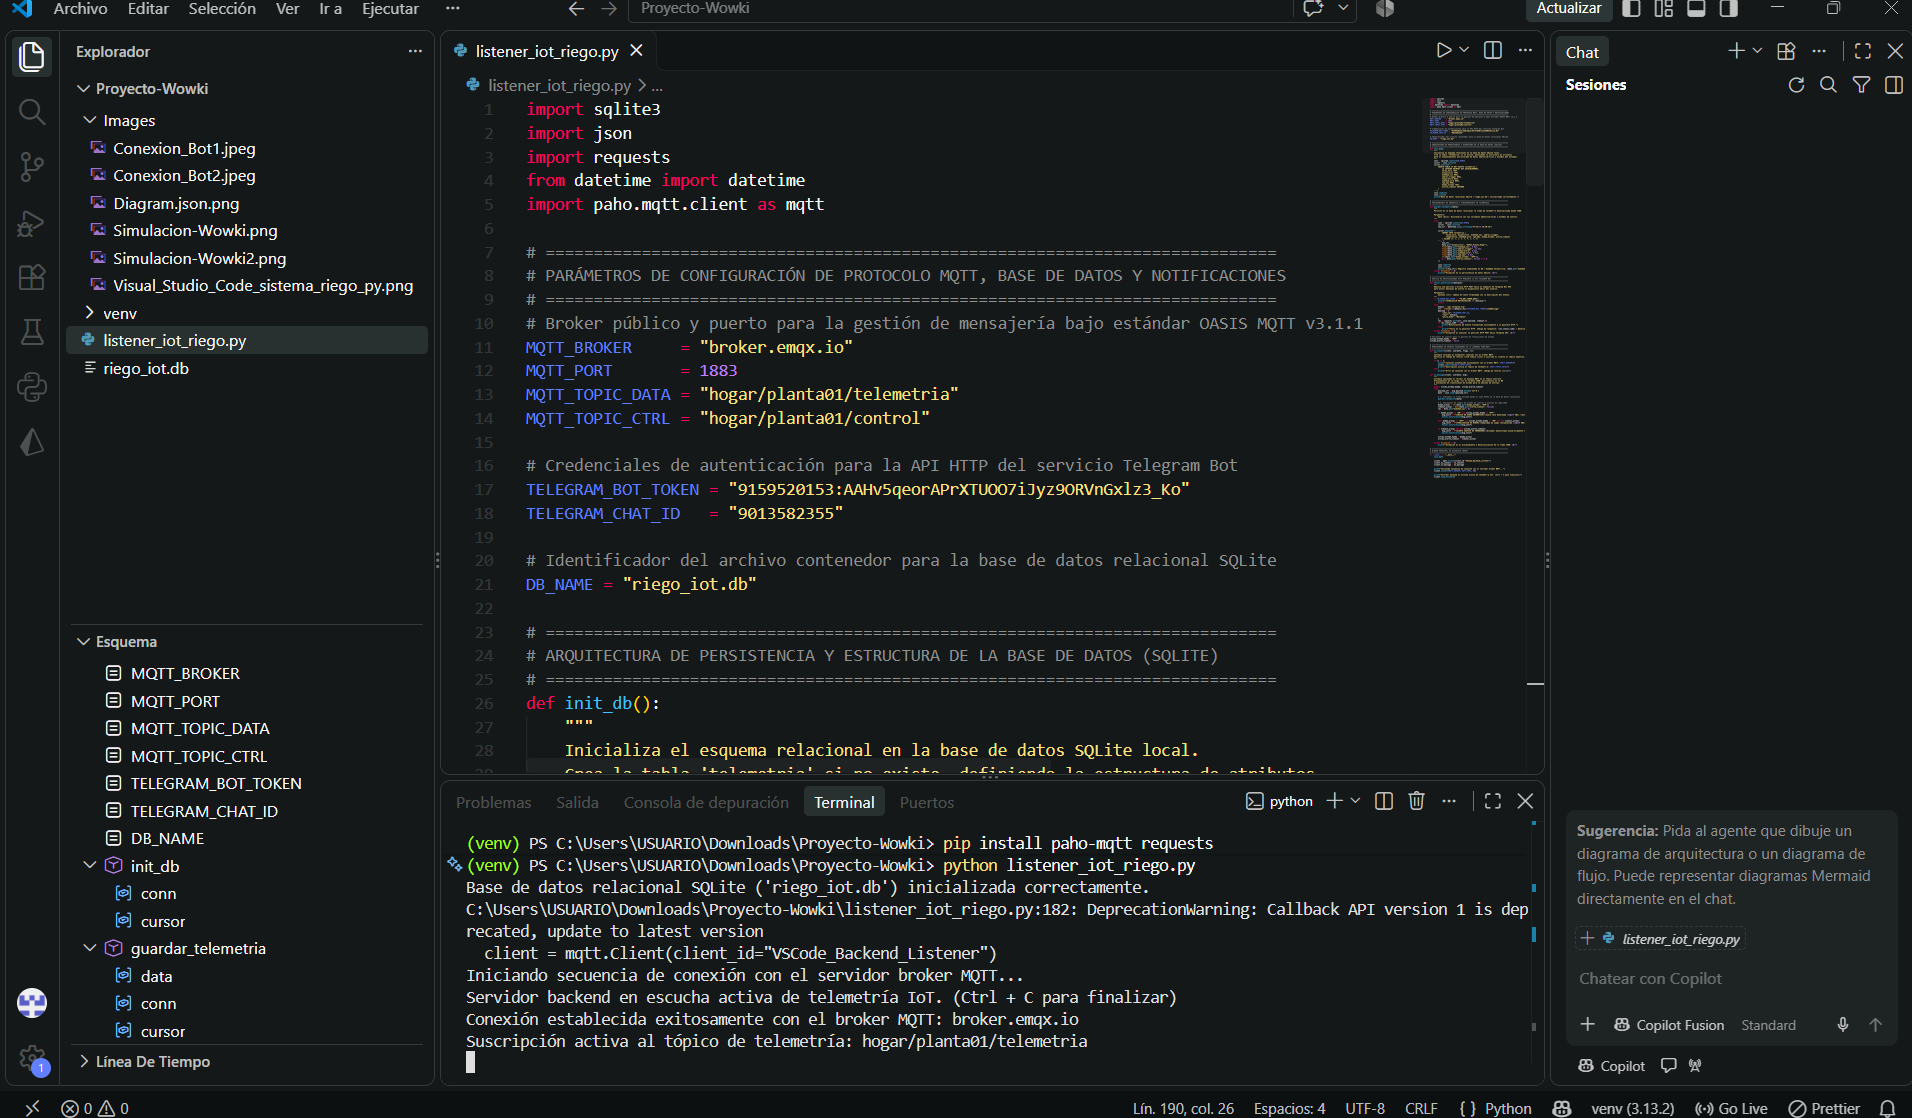 Archivo Editar Selección Ver Ir a Ejecutar ...
Proyecto-Wowki
Actualizar
Explorador
Proyecto-Wowki
Images
Conexion_Bot1.jpeg
Conexion_Bot2.jpeg
Diagram.json.png
Simulacion-Wowki.png
Simulacion-Wowki2.png
Visual_Studio_Code_sistema_riego_py.png
venv
listener_iot_riego.py
riego_iot.db
Esquema
MQTT_BROKER
MQTT_PORT
MQTT_TOPIC_DATA
MQTT_TOPIC_CTRL
TELEGRAM_BOT_TOKEN
TELEGRAM_CHAT_ID
DB_NAME
init_db
conn
cursor
guardar_telemetria
data
conn
cursor
Línea De Tiempo
1
listener_iot_riego.py
listener_iot_riego.py > ...
1 import sqlite3
2 import json
3 import requests
4 from datetime import datetime
5 import paho.mqtt.client as mqtt
6
7 # ============================================================================
8 # PARÁMETROS DE CONFIGURACIÓN DE PROTOCOLO MQTT, BASE DE DATOS Y NOTIFICACIONES
9 # ============================================================================
10 # Broker público y puerto para la gestión de mensajería bajo estándar OASIS MQTT v3.1.1
11 MQTT_BROKER     = "broker.emqx.io"
12 MQTT_PORT       = 1883
13 MQTT_TOPIC_DATA = "hogar/planta01/telemetria"
14 MQTT_TOPIC_CTRL = "hogar/planta01/control"
15
16 # Credenciales de autenticación para la API HTTP del servicio Telegram Bot
17 TELEGRAM_BOT_TOKEN = "9159520153:AAHv5qeorAPrXTUOO7iJyz9ORVnGxlz3_Ko"
18 TELEGRAM_CHAT_ID   = "9013582355"
19
20 # Identificador del archivo contenedor para la base de datos relacional SQLite
21 DB_NAME = "riego_iot.db"
22
23 # ============================================================================
24 # ARQUITECTURA DE PERSISTENCIA Y ESTRUCTURA DE LA BASE DE DATOS (SQLITE)
25 # ============================================================================
26 def init_db():
27     """
28     Inicializa el esquema relacional en la base de datos SQLite local.
29     Crea la tabla 'telemetria' si no existe, definiendo la estructura de atributos
Problemas Salida Consola de depuración Terminal Puertos
python
(venv) PS C:\Users\USUARIO\Downloads\Proyecto-Wowki> pip install paho-mqtt requests
(venv) PS C:\Users\USUARIO\Downloads\Proyecto-Wowki> python listener_iot_riego.py
Base de datos relacional SQLite ('riego_iot.db') inicializada correctamente.
C:\Users\USUARIO\Downloads\Proyecto-Wowki\listener_iot_riego.py:182: DeprecationWarning: Callback API version 1 is dep
recated, update to latest version
  client = mqtt.Client(client_id="VSCode_Backend_Listener")
Iniciando secuencia de conexión con el servidor broker MQTT...
Servidor backend en escucha activa de telemetría IoT. (Ctrl + C para finalizar)
Conexión establecida exitosamente con el broker MQTT: broker.emqx.io
Suscripción activa al tópico de telemetría: hogar/planta01/telemetria
Chat
Sesiones
Sugerencia: Pida al agente que dibuje un
diagrama de arquitectura o un diagrama de
flujo. Puede representar diagramas Mermaid
directamente en el chat.
listener_iot_riego.py
Chatear con Copilot
Copilot Fusion Standard
Copilot
0 0
Lín. 190, col. 26 Espacios: 4 UTF-8 CRLF { } Python venv (3.13.2) Go Live Prettier